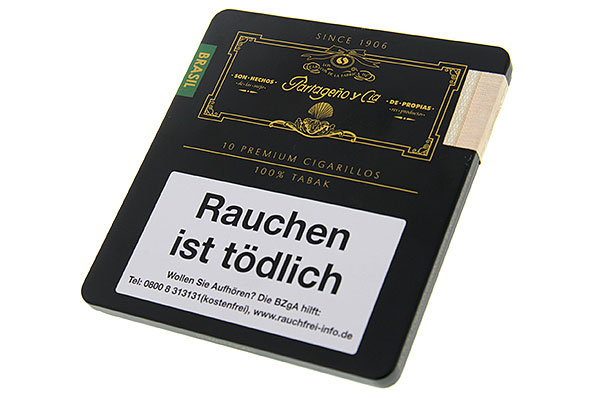 SINCE 1906
BRASIL
SON·HECHOS
DE·PROPIAS
Partageño y Cia
10 PREMIUM CIGARILLOS
100% TABAK
Rauchen
ist tödlich
Wollen Sie Aufhören? Die BZgA hilft:
Tel: 0800 8 313131(kostenfrei), www.rauchfrei-info.de